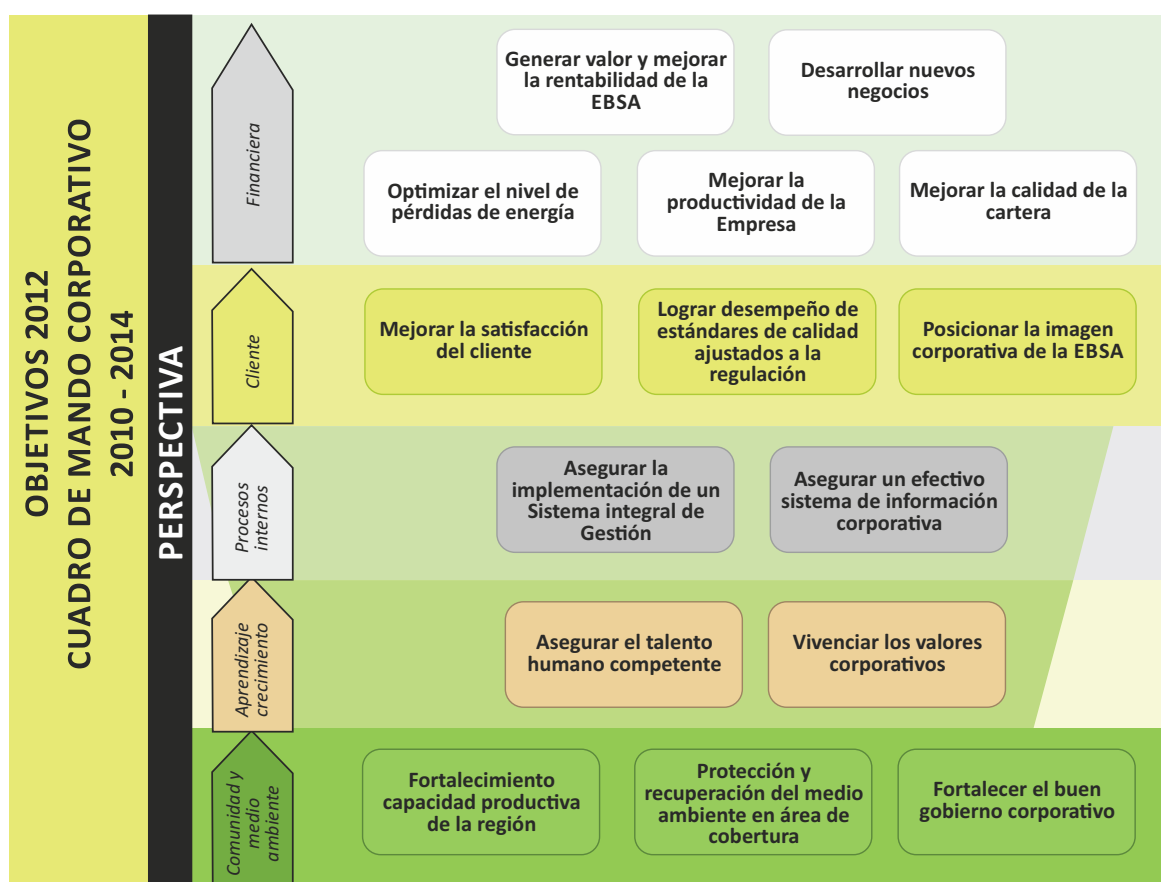 OBJETIVOS 2012
CUADRO DE MANDO CORPORATIVO
2010 - 2014
PERSPECTIVA
Financiera
Generar valor y mejorar
la rentabilidad de la
EBSA
Desarrollar nuevos
negocios
Optimizar el nivel de
pérdidas de energía
Mejorar la
productividad de la
Empresa
Mejorar la calidad de la
cartera
Cliente
Mejorar la satisfacción
del cliente
Lograr desempeño de
estándares de calidad
ajustados a la
regulación
Posicionar la imagen
corporativa de la EBSA
Procesos
internos
Asegurar la
implementación de un
Sistema integral de
Gestión
Asegurar un efectivo
sistema de información
corporativa
Aprendizaje
crecimiento
Asegurar el talento
humano competente
Vivenciar los valores
corporativos
Comunidad y
medio
ambiente
Fortalecimiento
capacidad productiva
de la región
Protección y
recuperación del medio
ambiente en área de
cobertura
Fortalecer el buen
gobierno corporativo